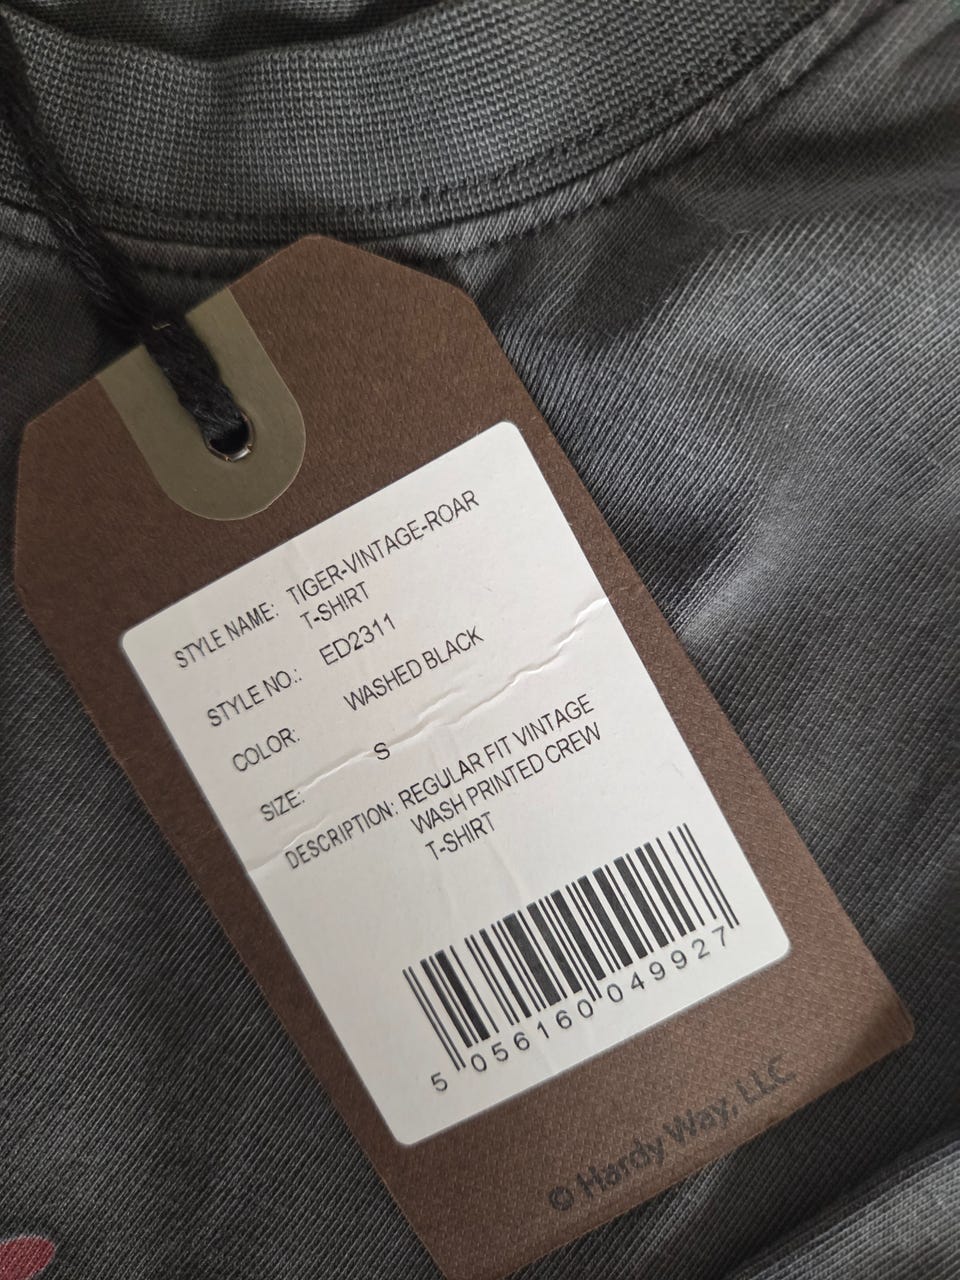 STYLE NAME: TIGER-VINTAGE-ROAR
T-SHIRT
STYLE NO.: ED2311
COLOR: WASHED BLACK
SIZE: S
DESCRIPTION: REGULAR FIT VINTAGE
WASH PRINTED CREW
T-SHIRT
5 056160 049927
© Hardy Way, LLC